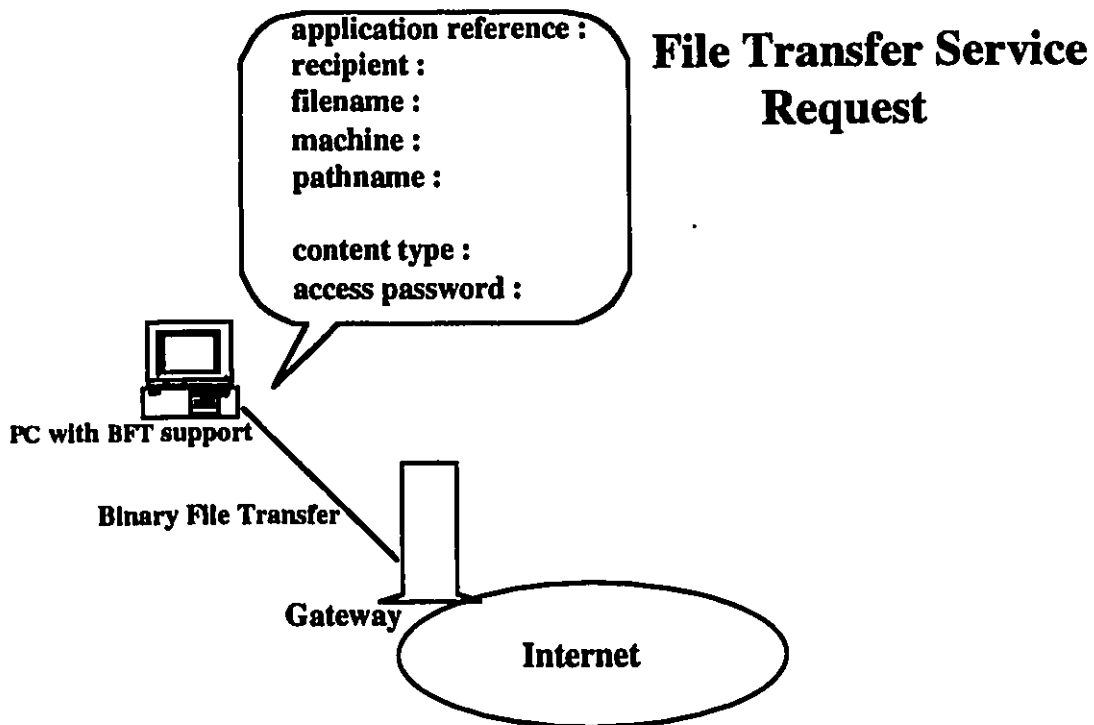 application reference :
recipient :
filename :
machine :
pathname :
content type :
access password :
File Transfer Service
Request
PC with BFT support
Binary File Transfer
Gateway
Internet